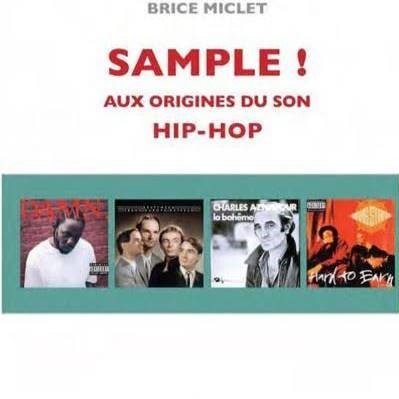 BRICE MICLET
SAMPLE !
AUX ORIGINES DU SON
HIP-HOP
CHARLES AZNAVOUR
la bohème
Hard to Earn